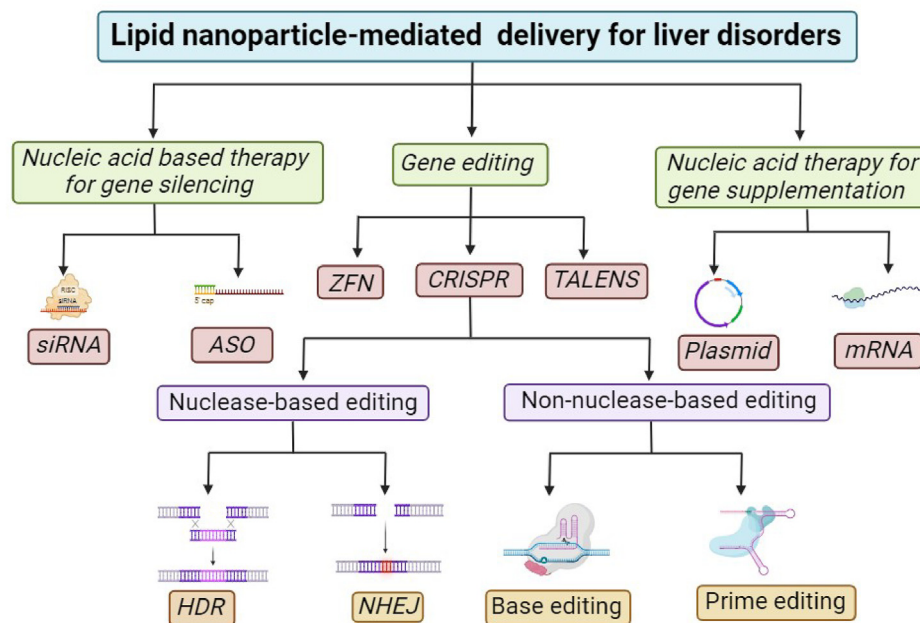 Lipid nanoparticle-mediated delivery for liver disorders
Nucleic acid based therapy
for gene silencing
Gene editing
Nucleic acid therapy for
gene supplementation
RISC
siRNA
5' cap
siRNA
ASO
ZFN
CRISPR
TALENS
Plasmid
mRNA
Nuclease-based editing
Non-nuclease-based editing
HDR
NHEJ
Base editing
Prime editing